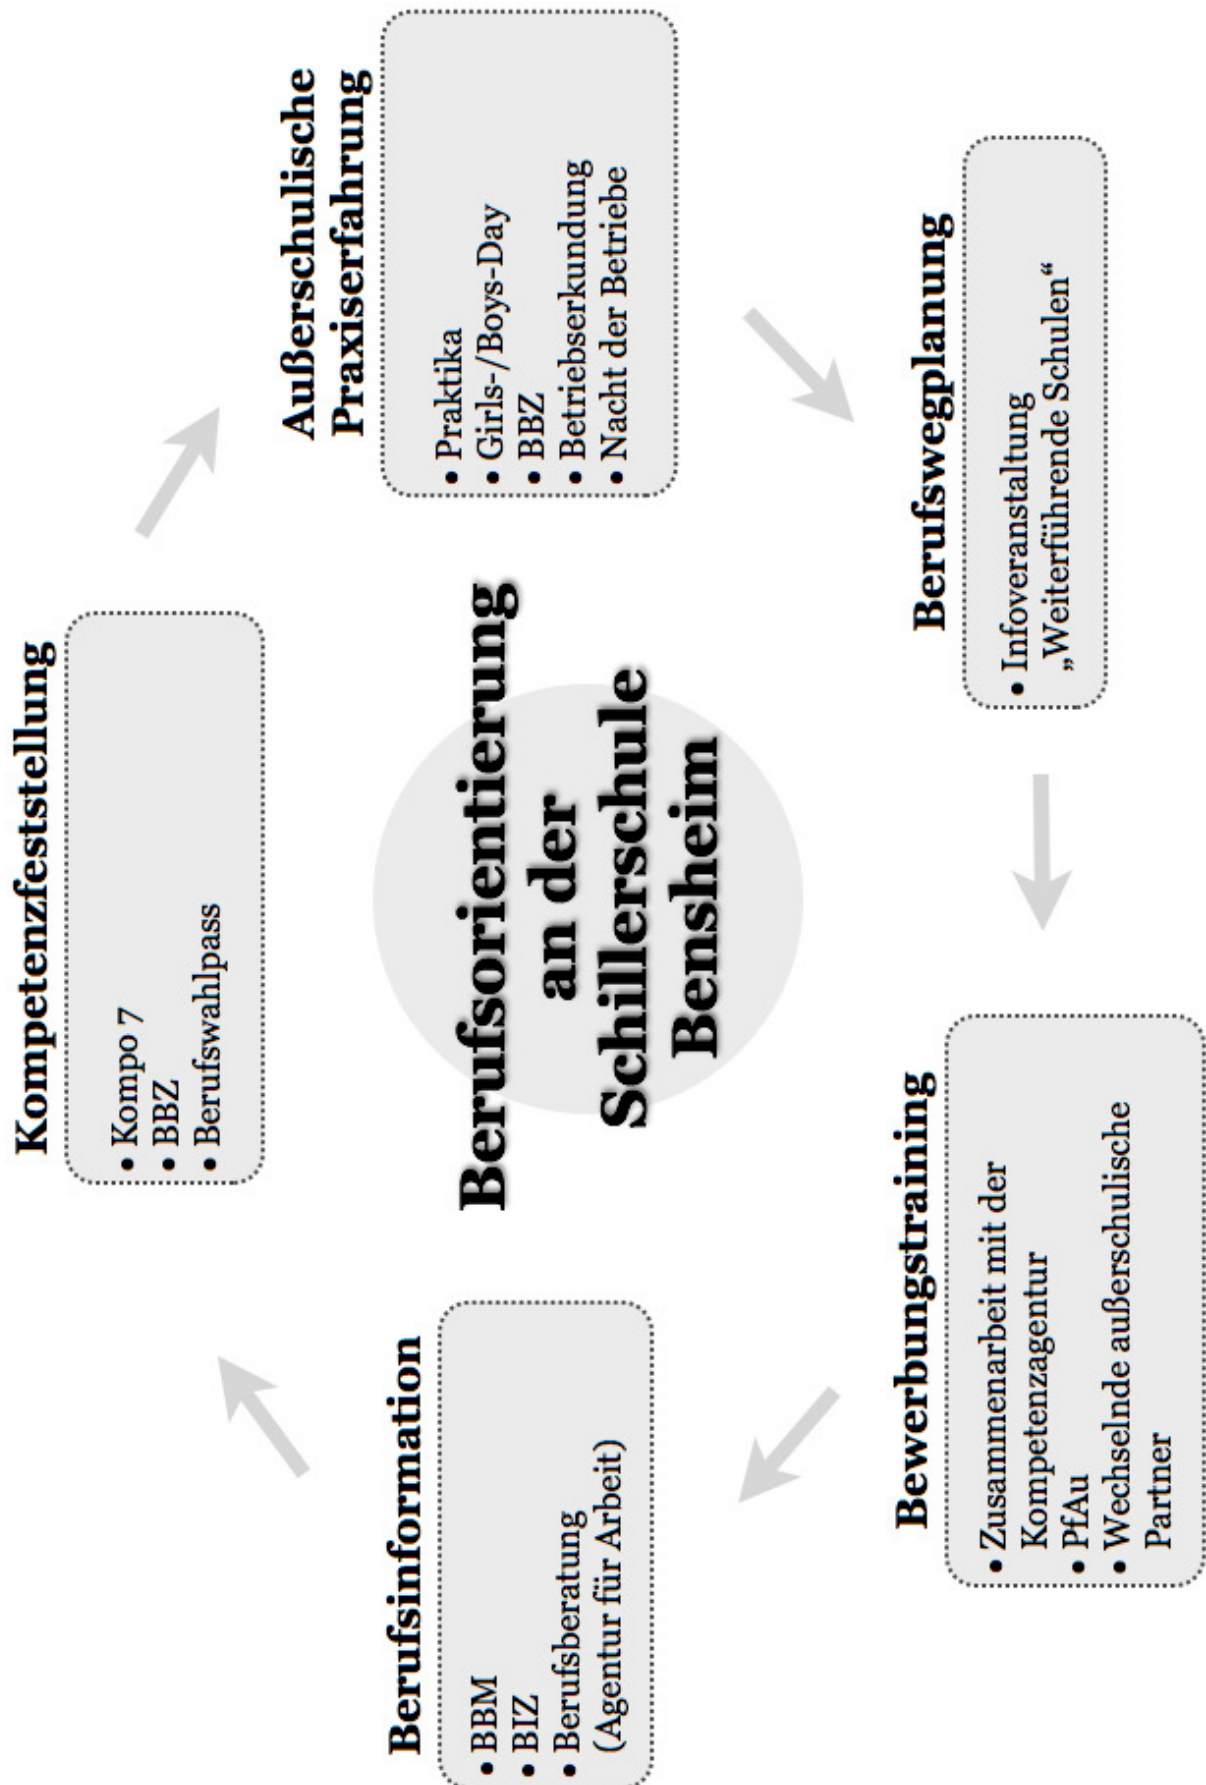 Kompetenzfeststellung
• Kompo 7
• BBZ
• Berufswahlpass
Außerschulische
Praxiserfahrung
• Praktika
• Girls-/Boys-Day
• BBZ
• Betriebserkundung
• Nacht der Betriebe
Berufswegplanung
• Infoveranstaltung
„Weiterführende Schulen“
Bewerbungstraining
• Zusammenarbeit mit der
Kompetenzagentur
• PfAu
• Wechselnde außerschulische
Partner
Berufsinformation
• BBM
• BIZ
• Berufsberatung
(Agentur für Arbeit)
Berufsorientierung
an der
Schillerschule
Bensheim